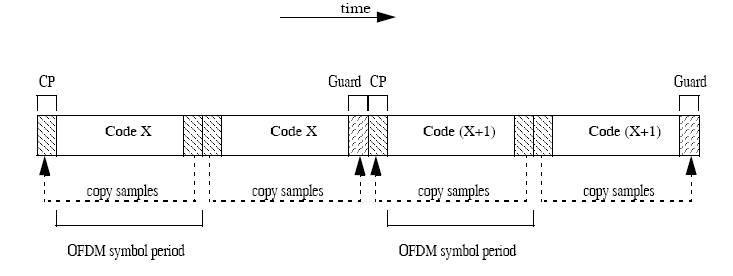 time
CP Guard CP Guard
Code X Code X Code (X+1) Code (X+1)
copy samples copy samples copy samples copy samples
OFDM symbol period OFDM symbol period